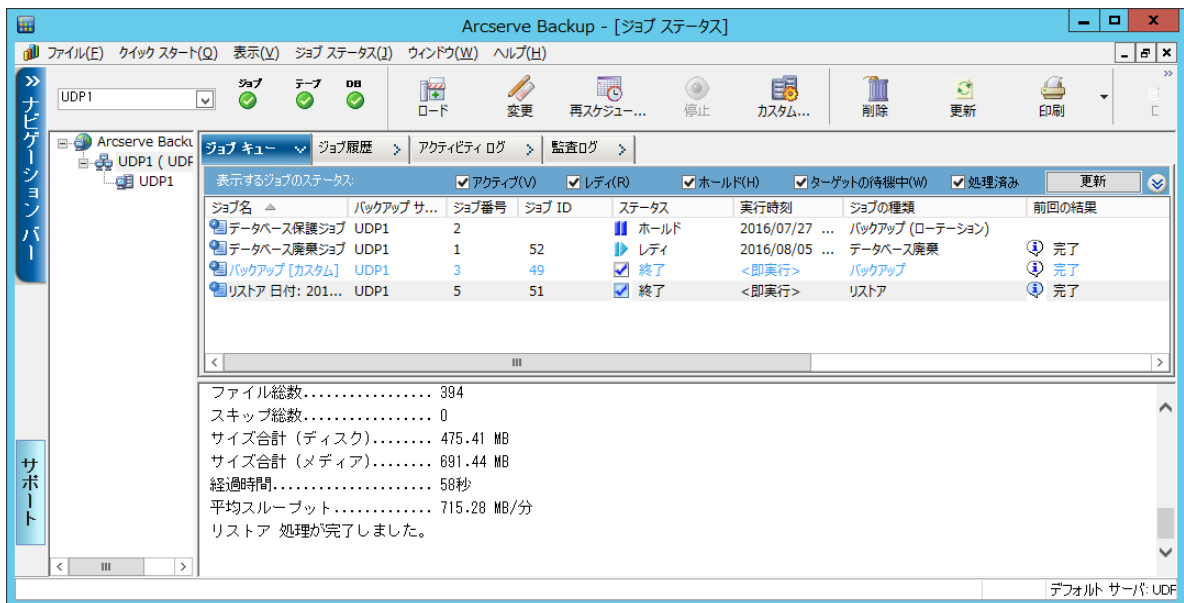 Arcserve Backup - [ジョブ ステータス]
ファイル(F) クイック スタート(Q) 表示(V) ジョブ ステータス(J) ウィンドウ(W) ヘルプ(H)
ナビゲーション バー
サポート
UDP1 ジョブ テープ DB ロード 変更 再スケジュー... 停止 カスタム... 削除 更新 印刷
Arcserve Backu
UDP1 ( UDF
UDP1
ジョブ キュー ジョブ履歴 アクティビティ ログ 監査ログ
表示するジョブのステータス: アクティブ(V) レディ(R) ホールド(H) ターゲットの待機中(W) 処理済み 更新
ジョブ名 バックアップ サ... ジョブ番号 ジョブ ID ステータス 実行時刻 ジョブの種類 前回の結果
データベース保護ジョブ UDP1 2 ホールド 2016/07/27 ... バックアップ (ローテーション)
データベース廃棄ジョブ UDP1 1 52 レディ 2016/08/05 ... データベース廃棄 完了
バックアップ [カスタム] UDP1 3 49 終了 <即実行> バックアップ 完了
リストア 日付: 201... UDP1 5 51 終了 <即実行> リストア 完了
ファイル総数................. 394
スキップ総数................. 0
サイズ合計 (ディスク)........ 475.41 MB
サイズ合計 (メディア)........ 691.44 MB
経過時間..................... 58秒
平均スループット............. 715.28 MB/分
リストア 処理が完了しました。
デフォルト サーバ: UDF